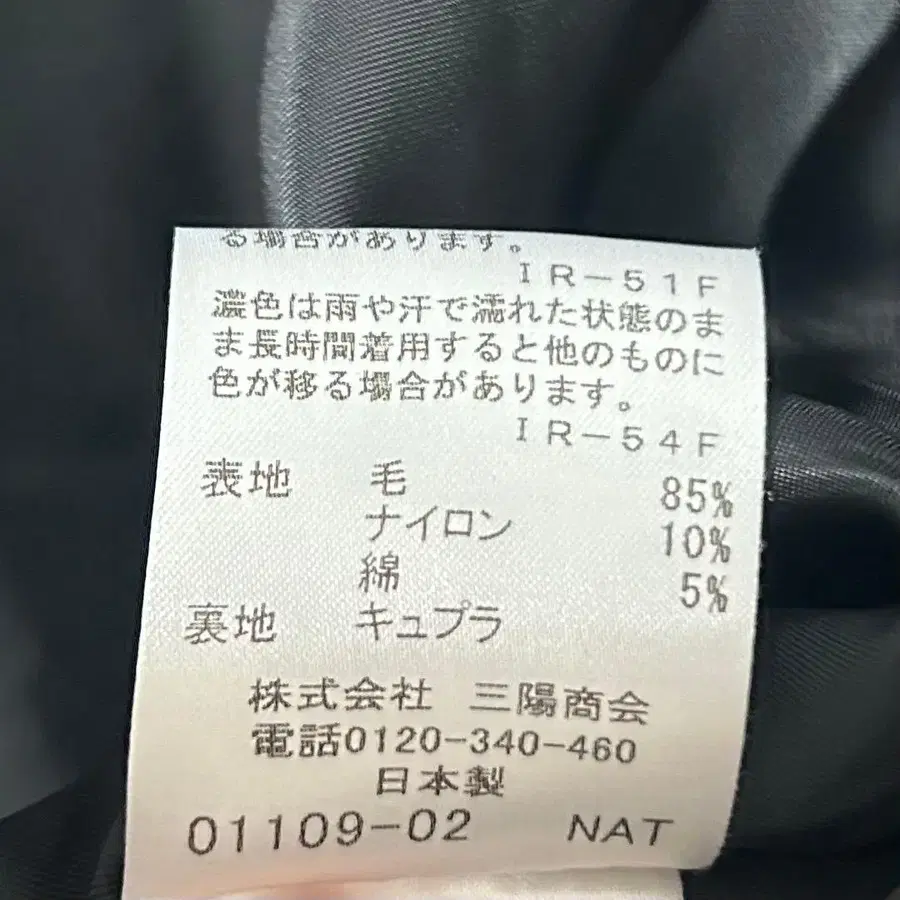 る場合があります。
IR-51F
濃色は雨や汗で濡れた状態のま
ま長時間着用すると他のものに
色が移る場合があります。
IR-54F
表地 毛 85%
ナイロン 10%
綿 5%
裏地 キュプラ
株式会社 三陽商会
電話0120-340-460
日本製
01109-02 NAT